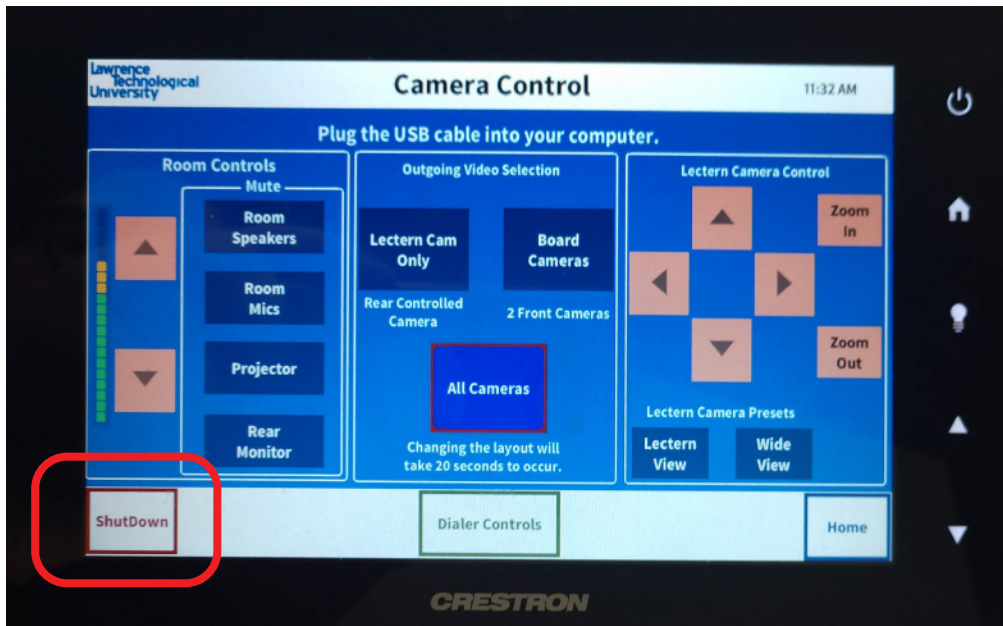 Lawrence
Technological
University
Camera Control
11:32 AM
Plug the USB cable into your computer.
Room Controls
Mute
Room
Speakers
Room
Mics
Projector
Rear
Monitor
Outgoing Video Selection
Lectern Cam
Only
Board
Cameras
Rear Controlled
Camera
2 Front Cameras
All Cameras
Changing the layout will
take 20 seconds to occur.
Lectern Camera Control
Zoom
In
Zoom
Out
Lectern Camera Presets
Lectern
View
Wide
View
ShutDown
Dialer Controls
Home
CRESTRON